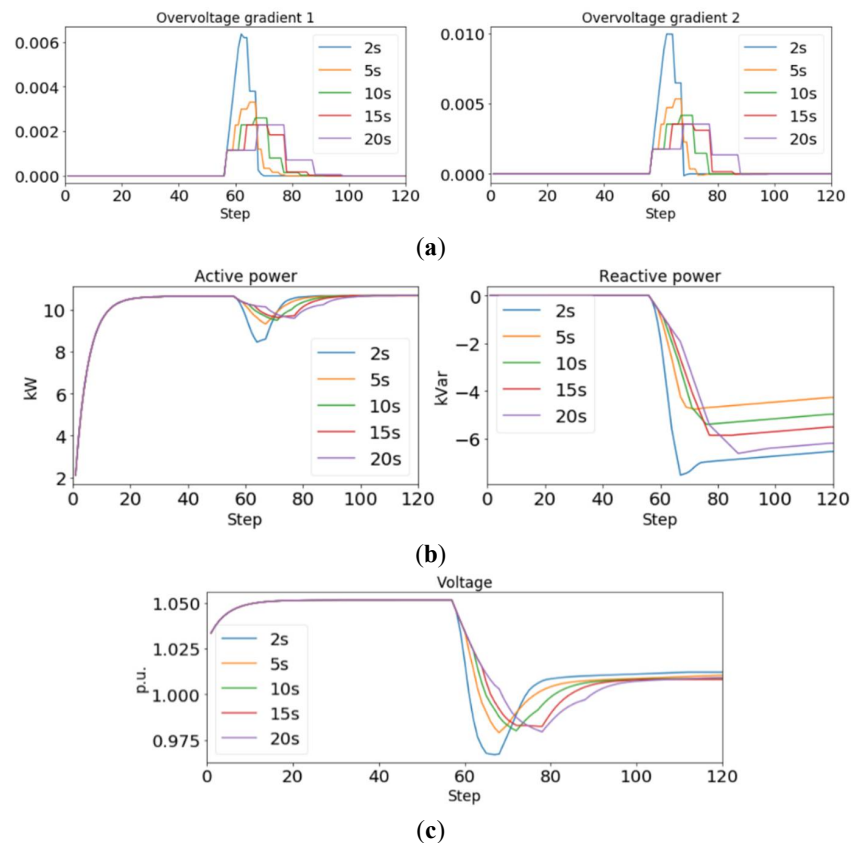 Overvoltage gradient 1
0.006
0.004
0.002
0.000
2s
5s
10s
15s
20s
0 20 40 60 80 100 120
Step
Overvoltage gradient 2
0.010
0.005
0.000
2s
5s
10s
15s
20s
0 20 40 60 80 100 120
Step
(a)
Active power
kW
10
8
6
4
2
2s
5s
10s
15s
20s
0 20 40 60 80 100 120
Step
Reactive power
kVar
0
−2
−4
−6
2s
5s
10s
15s
20s
0 20 40 60 80 100 120
Step
(b)
Voltage
p.u.
1.050
1.025
1.000
0.975
2s
5s
10s
15s
20s
0 20 40 60 80 100 120
Step
(c)